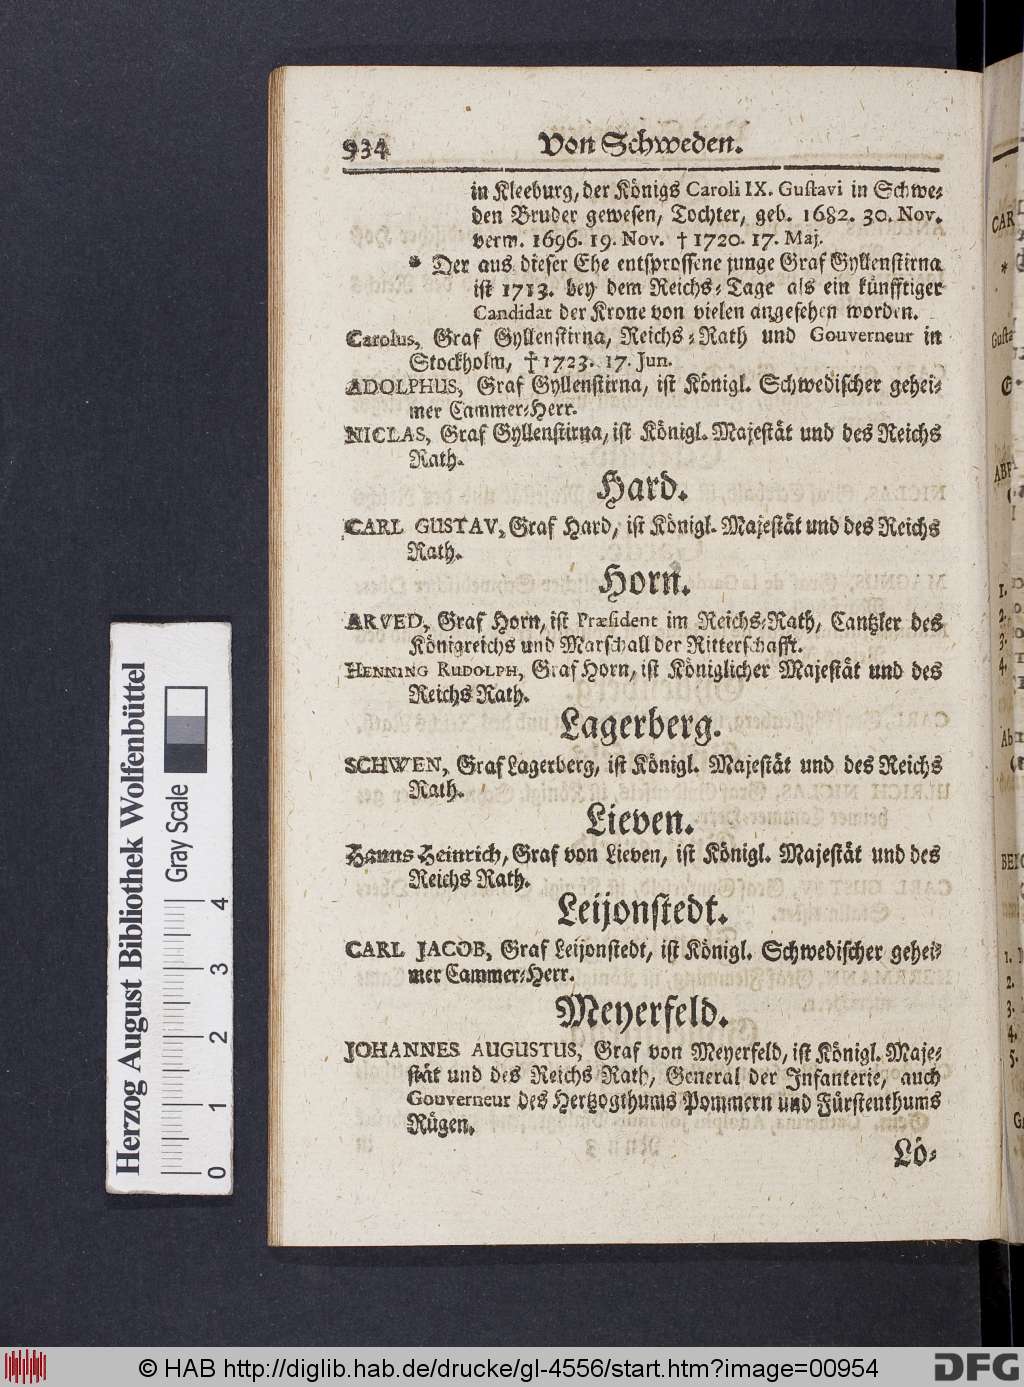 934 Von Schweden.
in Kleeburg, der Königs Caroli IX. Gustavi in Schwe-
den Bruder gewesen, Tochter, geb. 1682. 30. Nov.
verm. 1696. 19. Nov. † 1720. 17. Maj.
* Der aus dieser Ehe entsprossene junge Graf Gyllenstirna
ist 1713. bey dem Reichs-Tage als ein künfftiger
Candidat der Krone von vielen angesehen worden.
Carolus, Graf Gyllenstirna, Reichs-Rath und Gouverneur in
Stockholm, † 1723. 17. Jun.
ADOLPHUS, Graf Gyllenstirna, ist Königl. Schwedischer gehei-
mer Cammer-Herr.
NICLAS, Graf Gyllenstirna, ist Königl. Majestät und des Reichs
Rath.
Hard.
CARL GUSTAV, Graf Hard, ist Königl. Majestät und des Reichs
Rath.
Horn.
ARVED, Graf Horn, ist Præsident im Reichs-Rath, Cantzler des
Königreichs und Marschall der Ritterschafft.
HENNING RUDOLPH, Graf Horn, ist Königlicher Majestät und des
Reichs Rath.
Lagerberg.
SCHWEN, Graf Lagerberg, ist Königl. Majestät und des Reichs
Rath.
Lieven.
Hanns Heinrich, Graf von Lieven, ist Königl. Majestät und des
Reichs Rath.
Leijonstedt.
CARL JACOB, Graf Leijonstedt, ist Königl. Schwedischer gehei-
mer Cammer-Herr.
Meyerfeld.
JOHANNES AUGUSTUS, Graf von Meyerfeld, ist Königl. Maje-
stät und des Reichs Rath, General der Infanterie, auch
Gouverneur des Hertzogthums Pommern und Fürstenthums
Rügen.
Lö-
Herzog August Bibliothek Wolfenbüttel
Gray Scale
0 1 2 3 4
© HAB http://diglib.hab.de/drucke/gl-4556/start.htm?image=00954
DFG